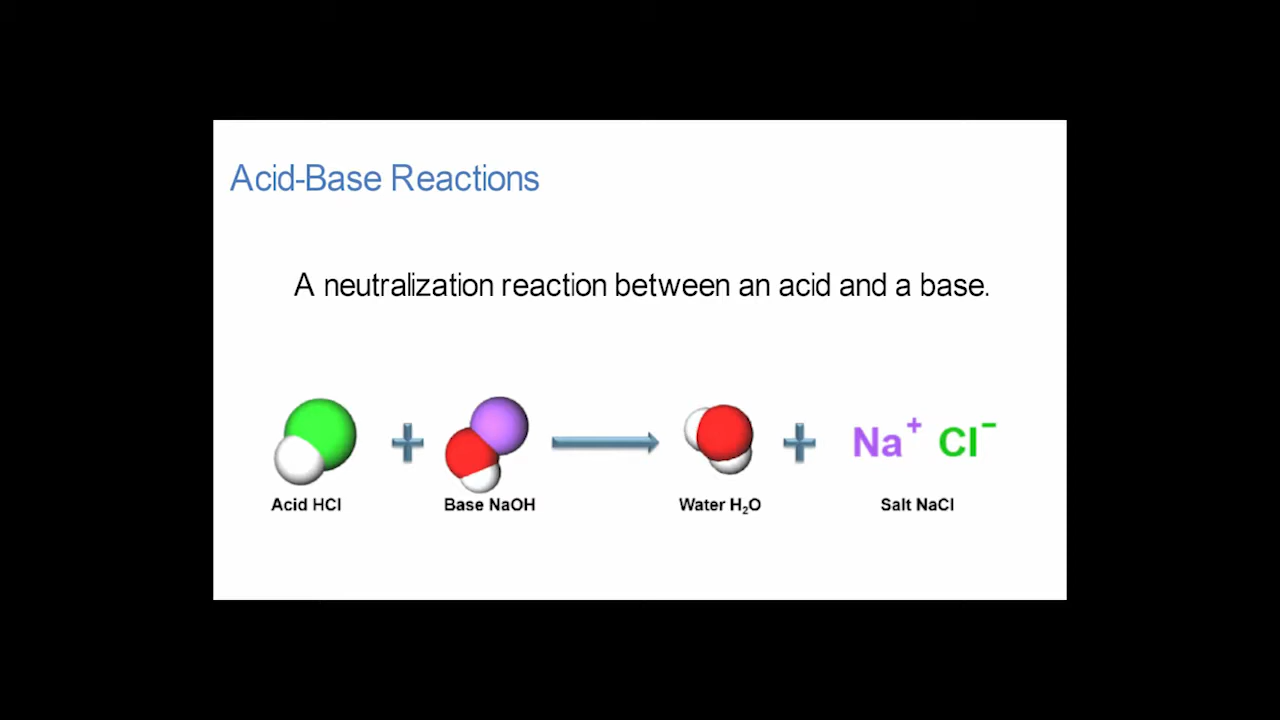 Acid-Base Reactions
A neutralization reaction between an acid and a base.
+ → + Na⁺ Cl⁻
Acid HCl Base NaOH Water H₂O Salt NaCl